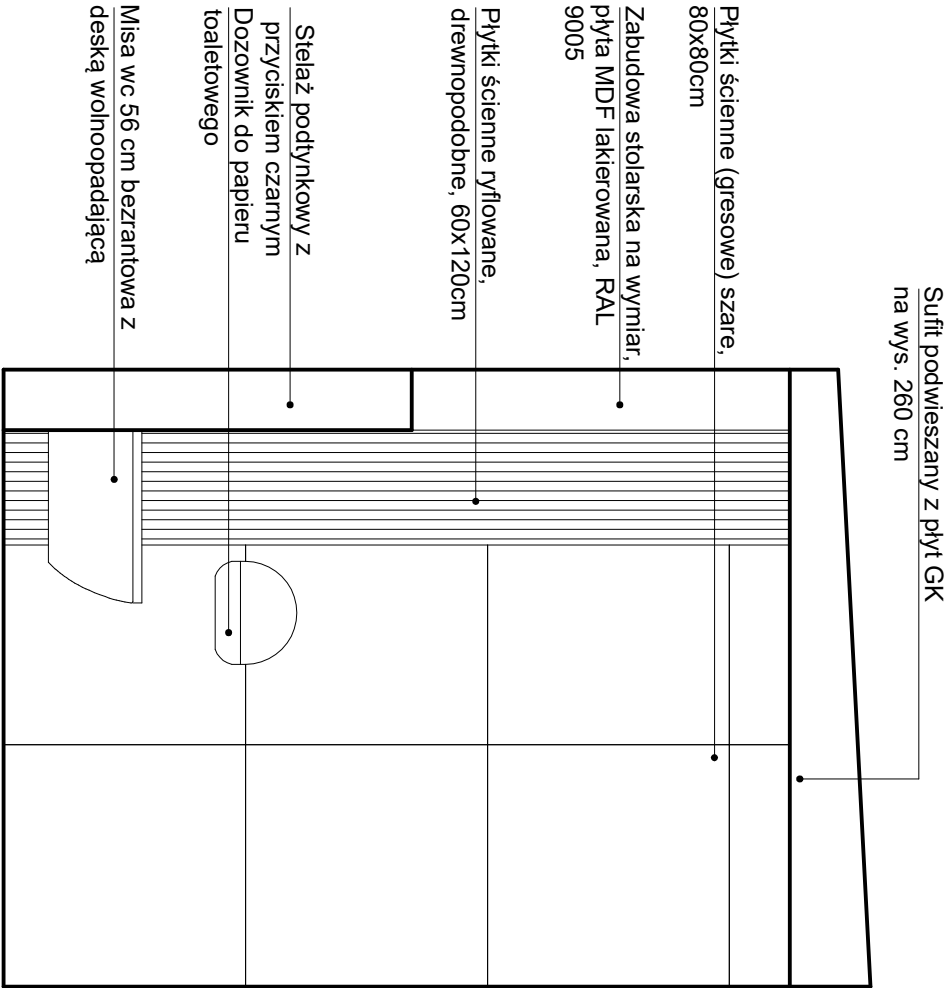 Sufit podwieszany z płyt GK
na wys. 260 cm
Płytki ścienne (gresowe) szare,
80x80cm
Zabudowa stolarska na wymiar,
płyta MDF lakierowana, RAL
9005
Płytki ścienne ryflowane,
drewnopodobne, 60x120cm
Stelaż podtynkowy z
przyciskiem czarnym
Dozownik do papieru
toaletowego
Misa wc 56 cm bezrantowa z
deską wolnoopadającą